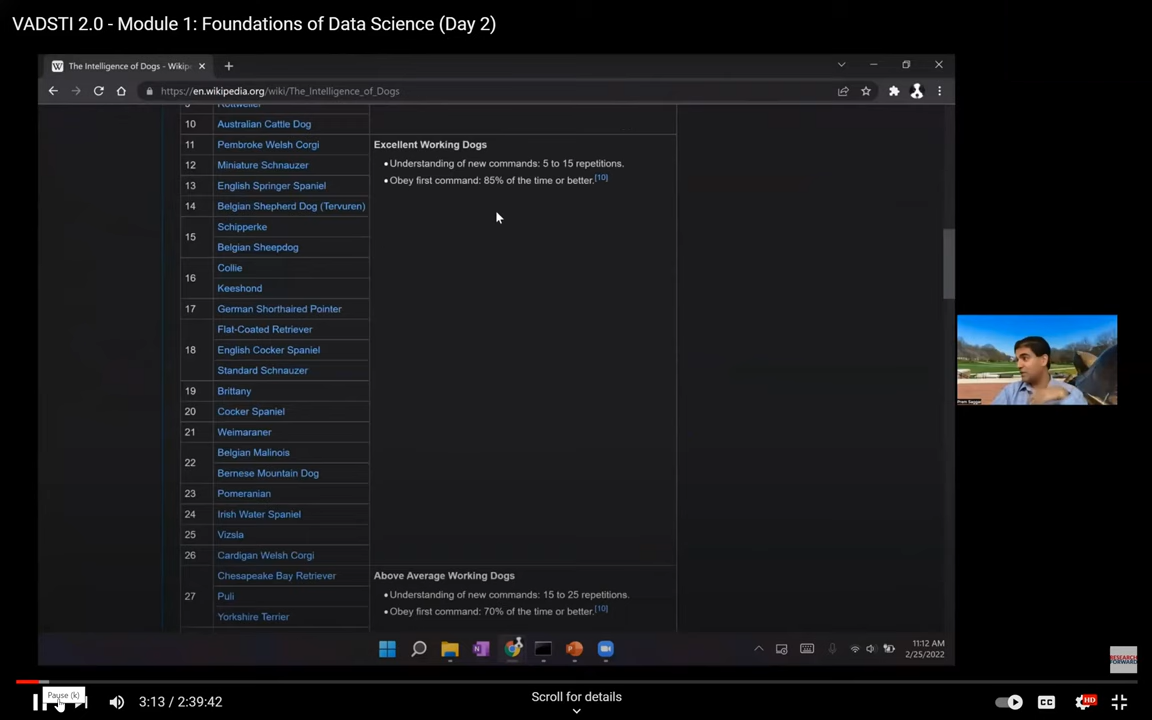 VADSTI 2.0 - Module 1: Foundations of Data Science (Day 2)
The Intelligence of Dogs - Wikip
https://en.wikipedia.org/wiki/The_Intelligence_of_Dogs
9 Rottweiler
10 Australian Cattle Dog
11 Pembroke Welsh Corgi Excellent Working Dogs
•Understanding of new commands: 5 to 15 repetitions.
12 Miniature Schnauzer
•Obey first command: 85% of the time or better.[10]
13 English Springer Spaniel
14 Belgian Shepherd Dog (Tervuren)
Schipperke
15
Belgian Sheepdog
Collie
16
Keeshond
17 German Shorthaired Pointer
Flat-Coated Retriever
18 English Cocker Spaniel
Standard Schnauzer
19 Brittany
20 Cocker Spaniel
21 Weimaraner
Belgian Malinois
22
Bernese Mountain Dog
23 Pomeranian
24 Irish Water Spaniel
25 Vizsla
26 Cardigan Welsh Corgi
Chesapeake Bay Retriever Above Average Working Dogs
27 Puli •Understanding of new commands: 15 to 25 repetitions.
Yorkshire Terrier •Obey first command: 70% of the time or better.[10]
11:12 AM
2/25/2022
RESEARCH
FORWARD
Pause (k)
3:13 / 2:39:42
Scroll for details
CC
HD